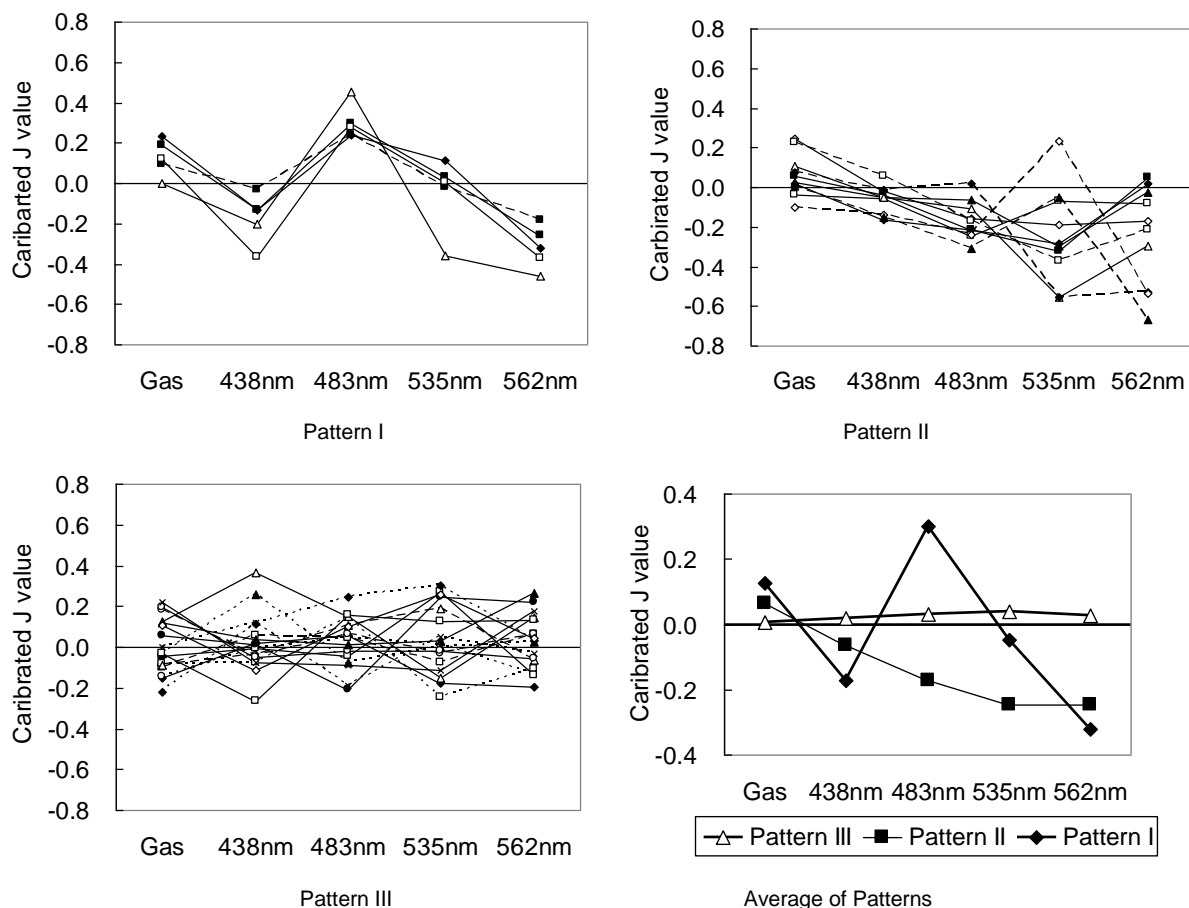 Caribarted J value
0.8
0.6
0.4
0.2
0.0
-0.2
-0.4
-0.6
-0.8
Gas 438nm 483nm 535nm 562nm
Pattern I
Carbirated J value
0.8
0.6
0.4
0.2
0.0
-0.2
-0.4
-0.6
-0.8
Gas 438nm 483nm 535nm 562nm
Pattern II
Caribrated J value
0.8
0.6
0.4
0.2
0.0
-0.2
-0.4
-0.6
-0.8
Gas 438nm 483nm 535nm 562nm
Pattern III
Caribrated J value
0.4
0.2
0.0
-0.2
-0.4
Gas 438nm 483nm 535nm 562nm
Pattern III Pattern II Pattern I
Average of Patterns